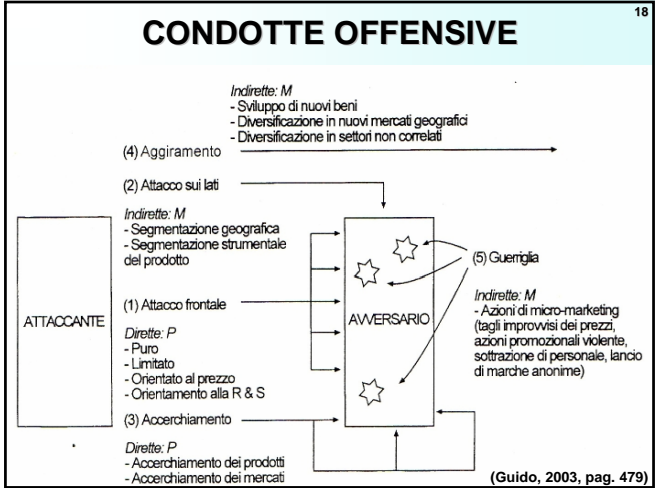 18
CONDOTTE OFFENSIVE
Indirette: M
- Sviluppo di nuovi beni
- Diversificazione in nuovi mercati geografici
- Diversificazione in settori non correlati
(4) Aggiramento
(2) Attacco sui lati
Indirette: M
- Segmentazione geografica
- Segmentazione strumentale
del prodotto
(1) Attacco frontale
ATTACCANTE
Dirette: P
- Puro
- Limitato
- Orientato al prezzo
- Orientamento alla R & S
(3) Accerchiamento
Dirette: P
- Accerchiamento dei prodotti
- Accerchiamento dei mercati
AVVERSARIO
(5) Guerriglia
Indirette: M
- Azioni di micro-marketing
(tagli improvvisi dei prezzi,
azioni promozionali violente,
sottrazione di personale, lancio
di marche anonime)
(Guido, 2003, pag. 479)